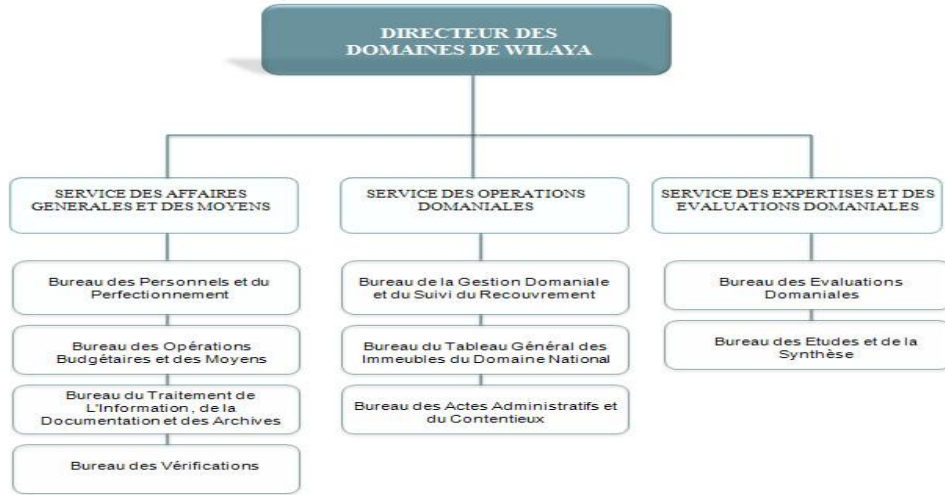 DIRECTEUR DES
DOMAINES DE WILAYA
SERVICE DES AFFAIRES
GENERALES ET DES MOYENS
Bureau des Personnels et du
Perfectionnement
Bureau des Opérations
Budgétaires et des Moyens
Bureau du Traitement de
L'Information, de la
Documentation et des Archives
Bureau des Vérifications
SERVICE DES OPERATIONS
DOMANIALES
Bureau de la Gestion Domaniale
et du Suivi du Recouvrement
Bureau du Tableau Général des
Immeubles du Domaine National
Bureau des Actes Administratifs et
du Contentieux
SERVICE DES EXPERTISES ET DES
EVALUATIONS DOMANIALES
Bureau des Evaluations
Domaniales
Bureau des Etudes et de la
Synthèse